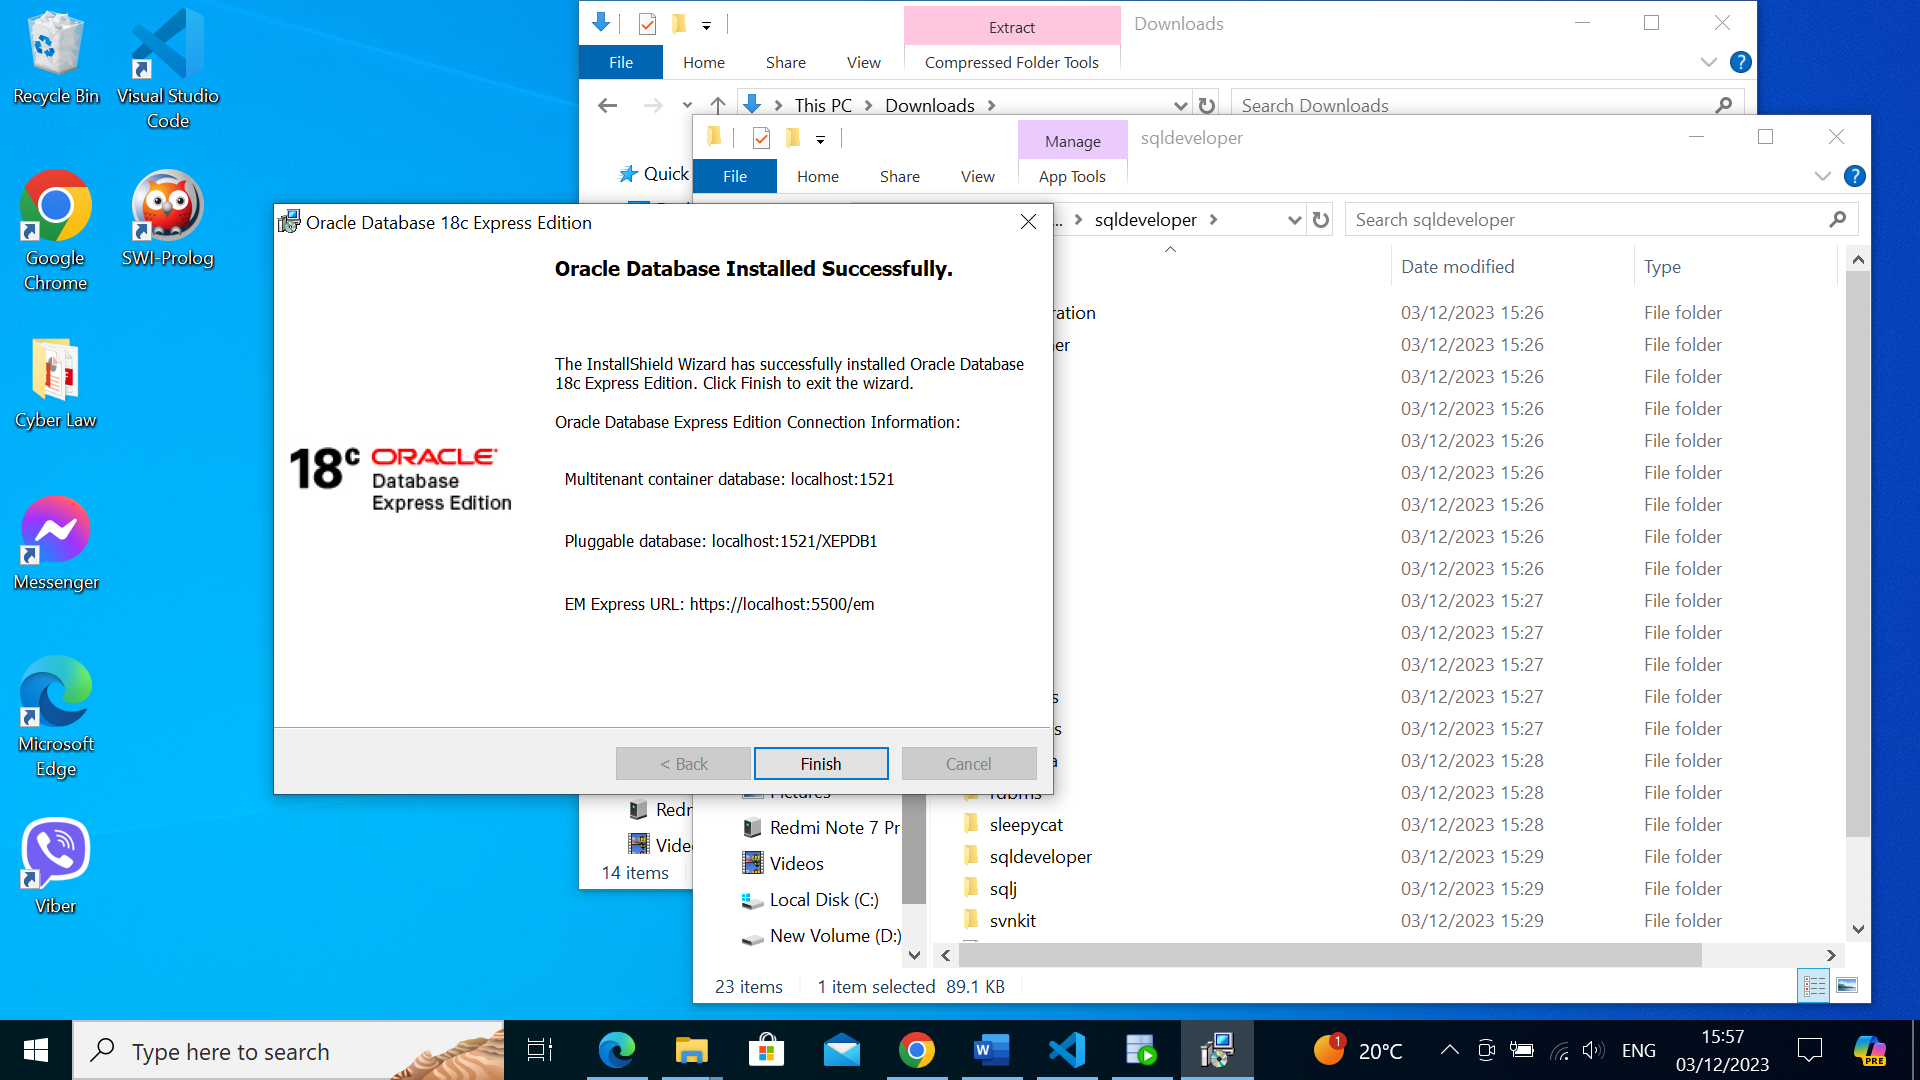 Recycle Bin
Visual Studio
Code
Google
Chrome
SWI-Prolog
Cyber Law
Messenger
Microsoft
Edge
Viber
Extract
Downloads
File
Home
Share
View
Compressed Folder Tools
This PC
Downloads
Search Downloads
Quick
14 items
Manage
sqldeveloper
File
Home
Share
View
App Tools
sqldeveloper
Search sqldeveloper
Date modified
Type
03/12/2023 15:26 File folder
03/12/2023 15:26 File folder
03/12/2023 15:26 File folder
03/12/2023 15:26 File folder
03/12/2023 15:26 File folder
03/12/2023 15:26 File folder
03/12/2023 15:26 File folder
03/12/2023 15:26 File folder
03/12/2023 15:26 File folder
03/12/2023 15:27 File folder
03/12/2023 15:27 File folder
03/12/2023 15:27 File folder
03/12/2023 15:27 File folder
03/12/2023 15:27 File folder
03/12/2023 15:28 File folder
03/12/2023 15:28 File folder
sleepycat 03/12/2023 15:28 File folder
sqldeveloper 03/12/2023 15:29 File folder
sqlj 03/12/2023 15:29 File folder
svnkit 03/12/2023 15:29 File folder
Redmi Note 7 Pr
Videos
Local Disk (C:)
New Volume (D:)
23 items
1 item selected 89.1 KB
Oracle Database 18c Express Edition
Oracle Database Installed Successfully.
The InstallShield Wizard has successfully installed Oracle Database
18c Express Edition. Click Finish to exit the wizard.
Oracle Database Express Edition Connection Information:
Multitenant container database: localhost:1521
Pluggable database: localhost:1521/XEPDB1
EM Express URL: https://localhost:5500/em
18c ORACLE
Database
Express Edition
< Back
Finish
Cancel
Type here to search
1
20°C
ENG
15:57
03/12/2023
PRE